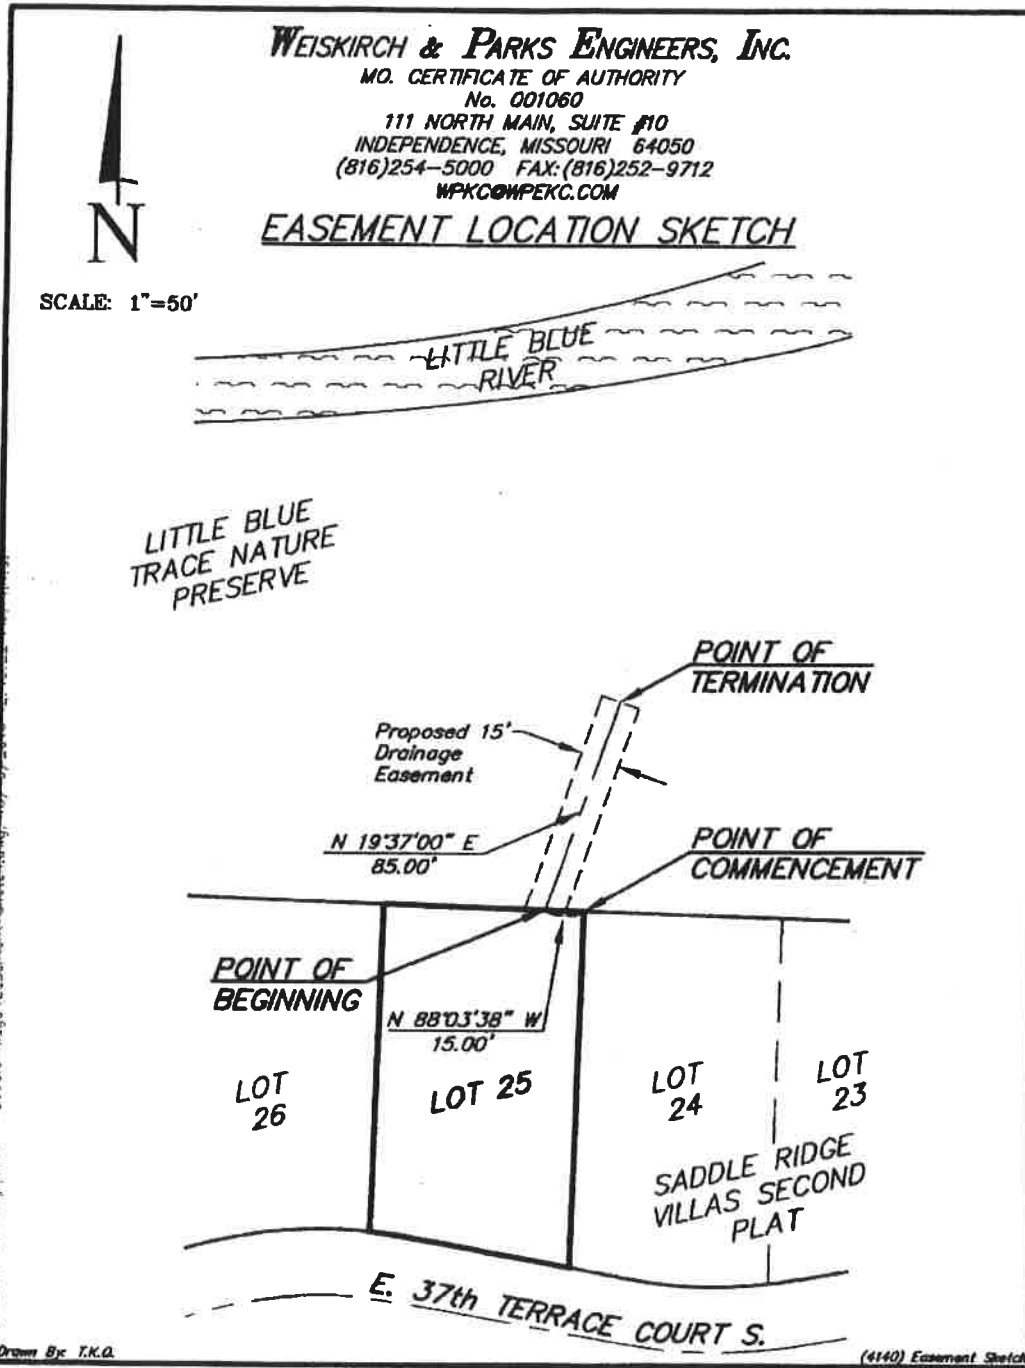 WEISKIRCH & PARKS ENGINEERS, INC.
MO. CERTIFICATE OF AUTHORITY
No. 001060
111 NORTH MAIN, SUITE #10
INDEPENDENCE, MISSOURI 64050
(816)254-5000 FAX:(816)252-9712
WPKC@WPEKC.COM
EASEMENT LOCATION SKETCH
N
SCALE: 1"=50'
LITTLE BLUE
RIVER
LITTLE BLUE
TRACE NATURE
PRESERVE
POINT OF
TERMINATION
Proposed 15'
Drainage
Easement
N 19°37'00" E
85.00'
POINT OF
COMMENCEMENT
POINT OF
BEGINNING
N 88°03'38" W
15.00'
LOT
26
LOT 25
LOT
24
LOT
23
SADDLE RIDGE
VILLAS SECOND
PLAT
E. 37th TERRACE COURT S.
Drawn By: T.K.O.
(4140) Easement Sketch